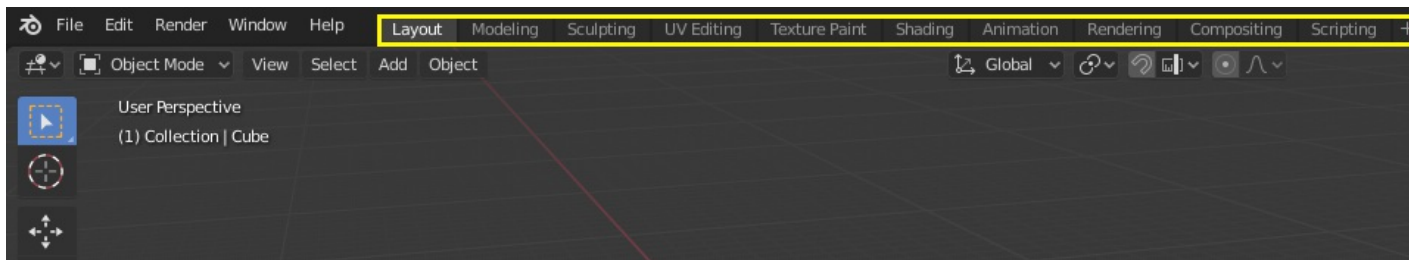 File Edit Render Window Help Layout Modeling Sculpting UV Editing Texture Paint Shading Animation Rendering Compositing Scripting +
Object Mode View Select Add Object Global
User Perspective
(1) Collection | Cube